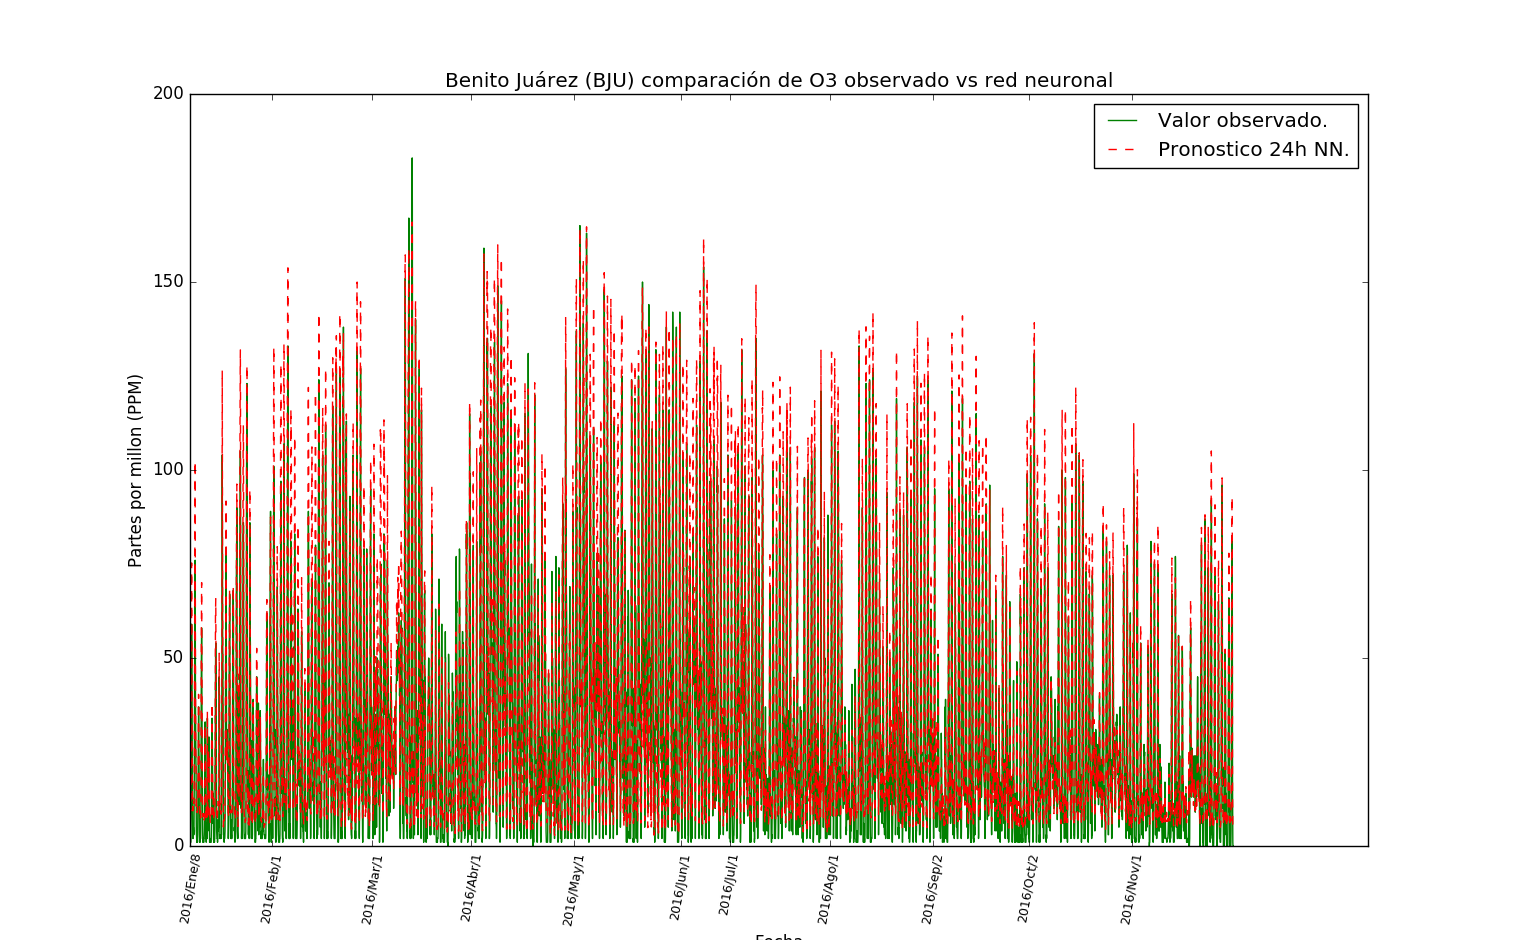 Benito Juárez (BJU) comparación de O3 observado vs red neuronal
200
150
100
50
0
Partes por millon (PPM)
Valor observado.
Pronostico 24h NN.
2016/Ene/8
2016/Feb/1
2016/Mar/1
2016/Abr/1
2016/May/1
2016/Jun/1
2016/Jul/1
2016/Ago/1
2016/Sep/2
2016/Oct/2
2016/Nov/1
Fecha